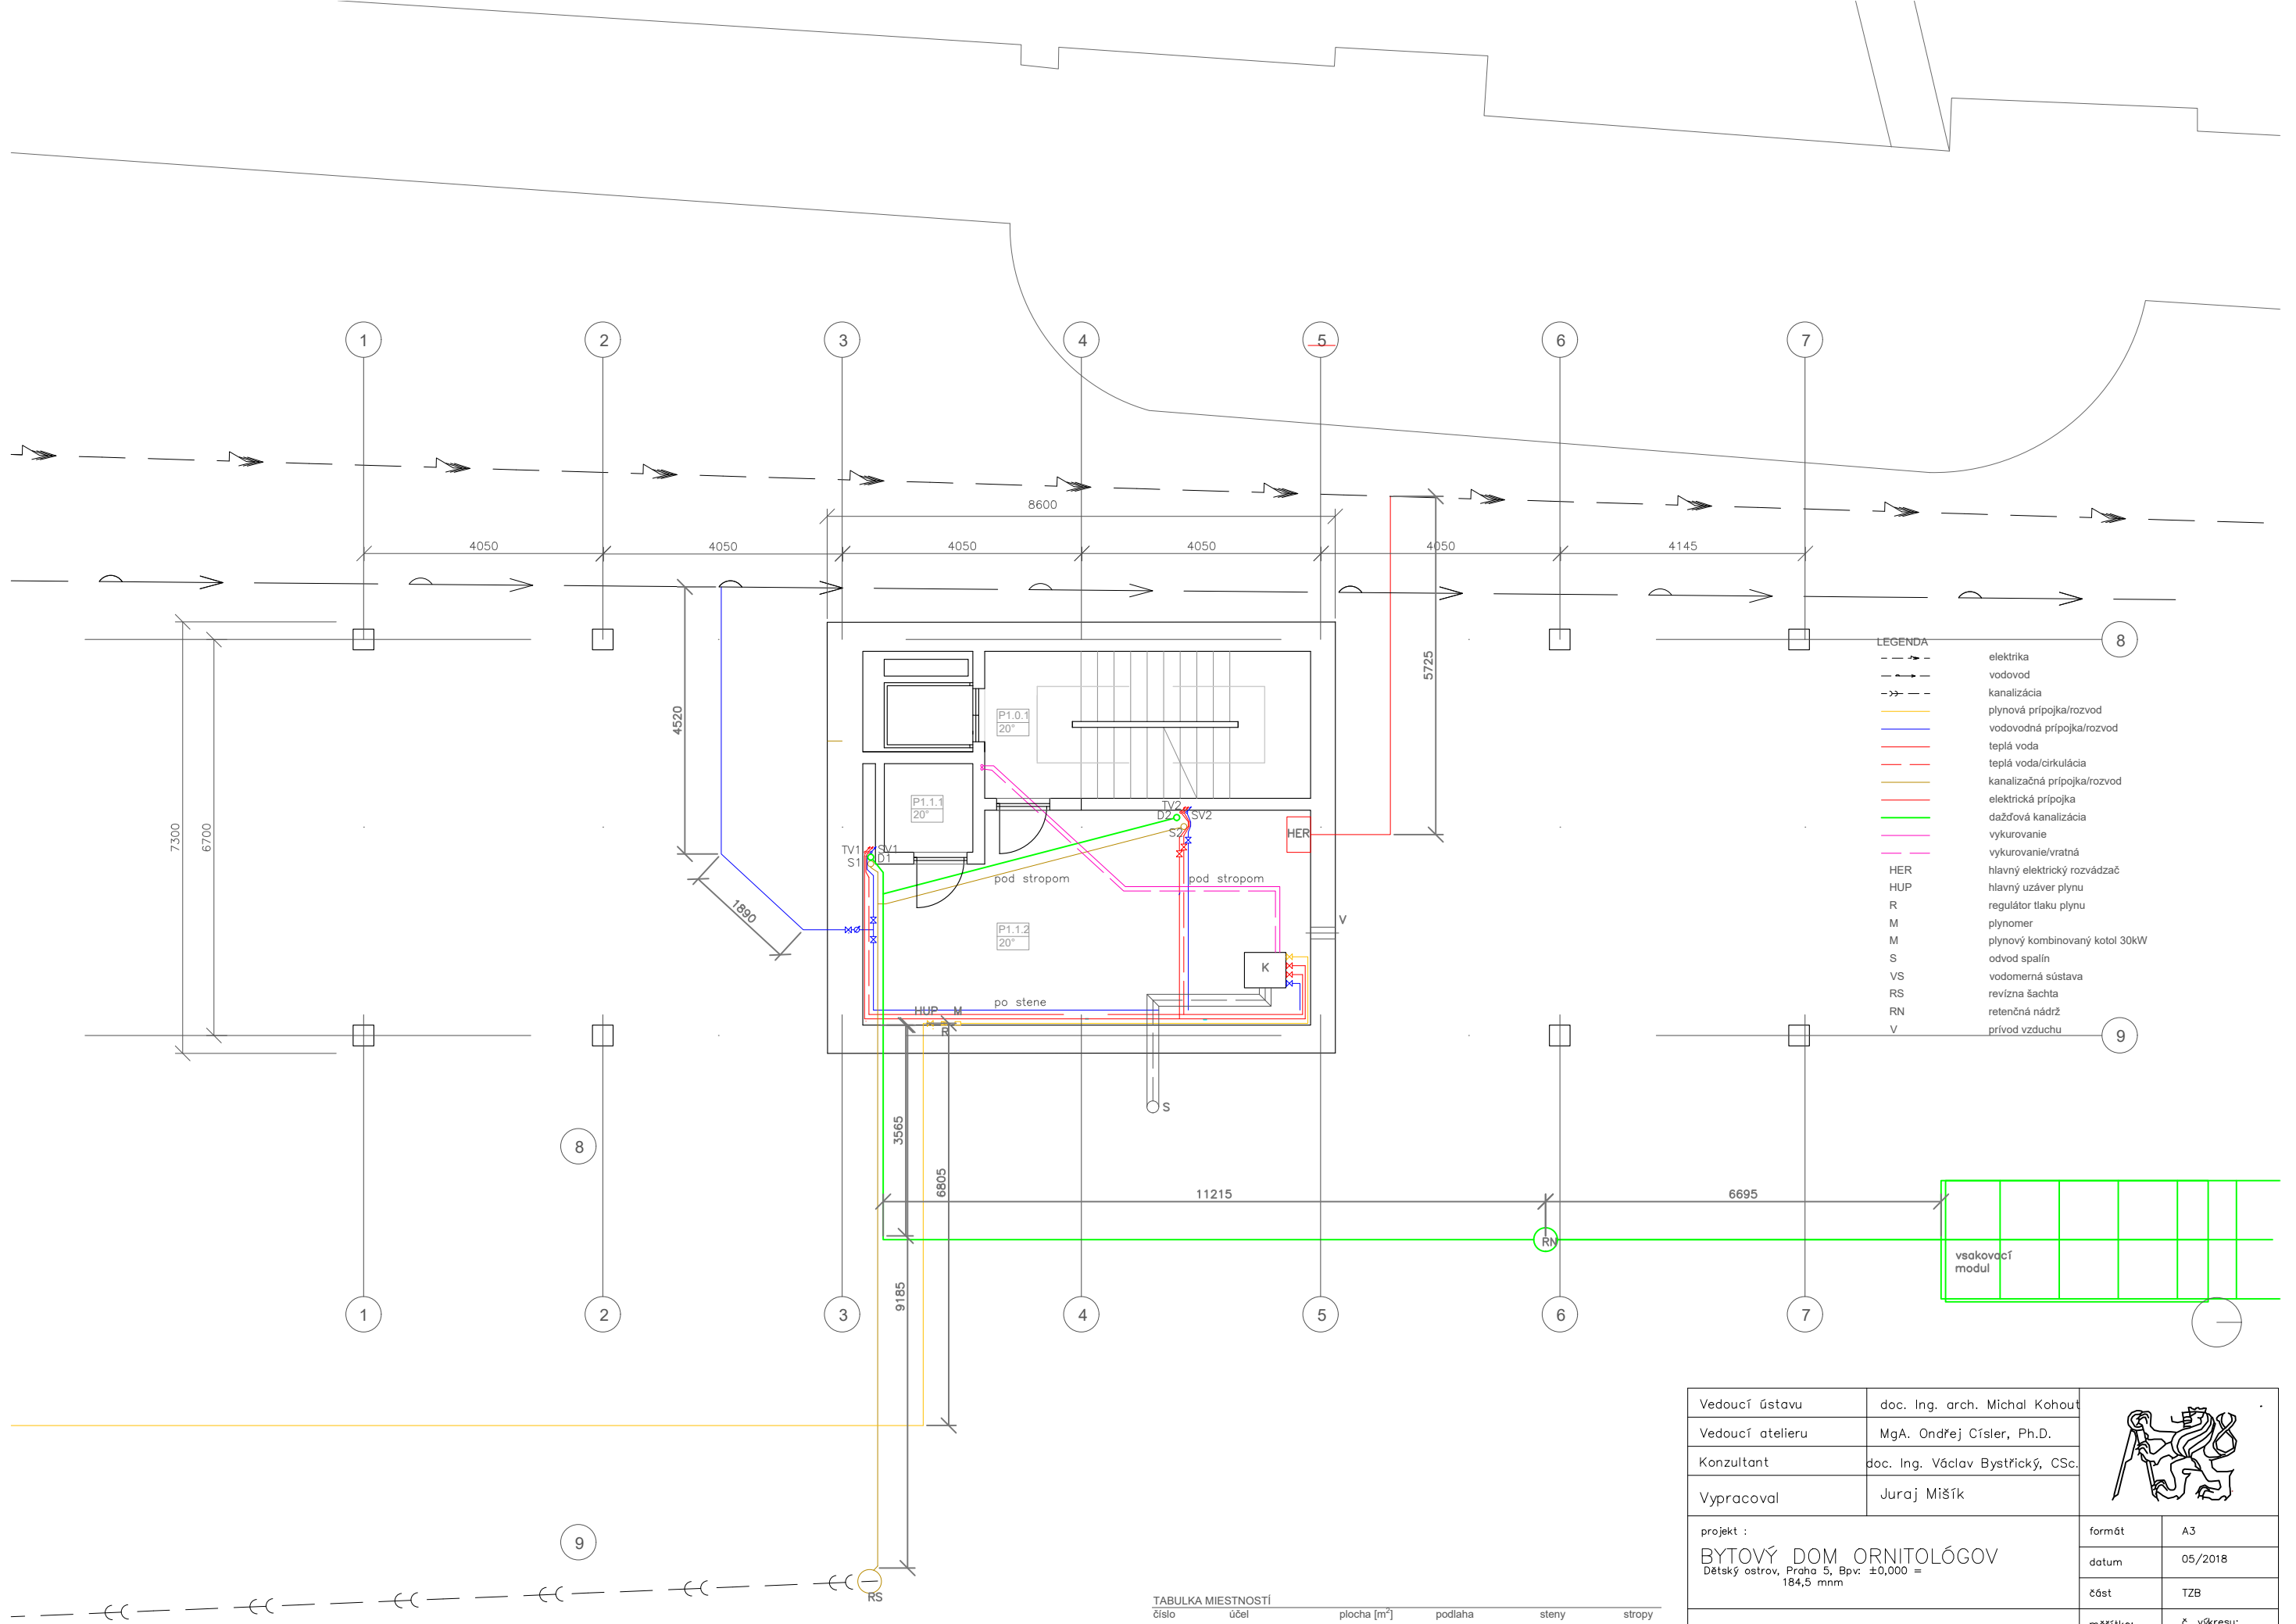 1
2
3
4
5
6
7
8600
4050
4050
4050
4050
4050
4145
7300
6700
4520
1890
5725
8
9
P1.0.1
20°
P1.1.1
20°
P1.1.2
20°
TV2
D2
SV2
S2
HER
TV1
SV1
S1
D1
pod stropom
pod stropom
V
K
po stene
HUP
M
R
S
LEGENDA
elektrika
vodovod
kanalizácia
plynová prípojka/rozvod
vodovodná prípojka/rozvod
teplá voda
teplá voda/cirkulácia
kanalizačná prípojka/rozvod
elektrická prípojka
dažďová kanalizácia
vykurovanie
vykurovanie/vratná
HER hlavný elektrický rozvádzač
HUP hlavný uzáver plynu
R regulátor tlaku plynu
M plynomer
M plynový kombinovaný kotol 30kW
S odvod spalín
VS vodomerná sústava
RS revízna šachta
RN retenčná nádrž
V prívod vzduchu
8
3565
6805
11215
6695
RN
vsakovací
modul
9185
1
2
3
4
5
6
7
9
RS
Vedoucí ústavu doc. Ing. arch. Michal Kohout
Vedoucí atelieru MgA. Ondřej Císler, Ph.D.
Konzultant doc. Ing. Václav Bystřický, CSc.
Vypracoval Juraj Mišík
projekt :
BYTOVÝ DOM ORNITOLÓGOV
Dětský ostrov, Praha 5, Bpv: ±0,000 =
184,5 mnm
formát A3
datum 05/2018
část TZB
TABULKA MIESTNOSTÍ
číslo účel plocha [m²] podlaha steny stropy